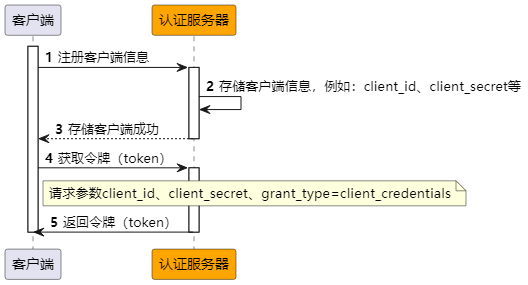 客户端
认证服务器
1 注册客户端信息
2 存储客户端信息，例如：client_id、client_secret等
3 存储客户端成功
4 获取令牌（token）
请求参数client_id、client_secret、grant_type=client_credentials
5 返回令牌（token）
客户端
认证服务器